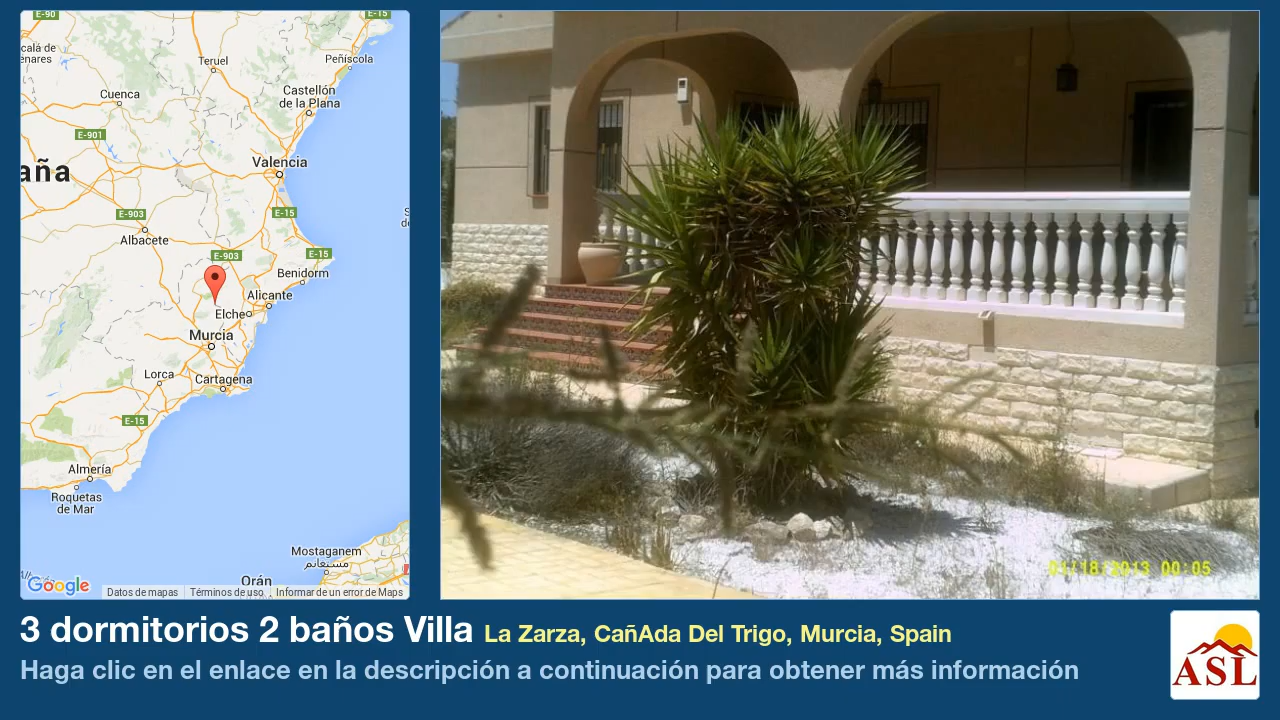 E-90
E-15
calá de
enares
Teruel
Peñíscola
Cuenca
Castellón
de la Plana
E-901
Valencia
aña
E-903
E-15
Albacete
E-903
E-15
Benidorm
Alicante
Elche
Murcia
Lorca
Cartagena
E-15
Almería
Roquetas
de Mar
Mostaganem
مستغانم
Orán
Google
Datos de mapas
Términos de uso
Informar de un error de Maps
01/18/2013 00:05
3 dormitorios 2 baños Villa La Zarza, CañAda Del Trigo, Murcia, Spain
Haga clic en el enlace en la descripción a continuación para obtener más información
ASL